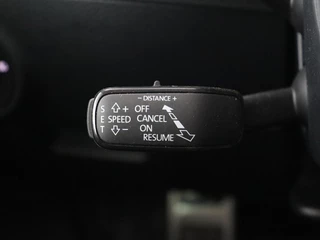 - DISTANCE +
S ⇧ + OFF
E SPEED CANCEL
T ⇩ - ON
RESUME